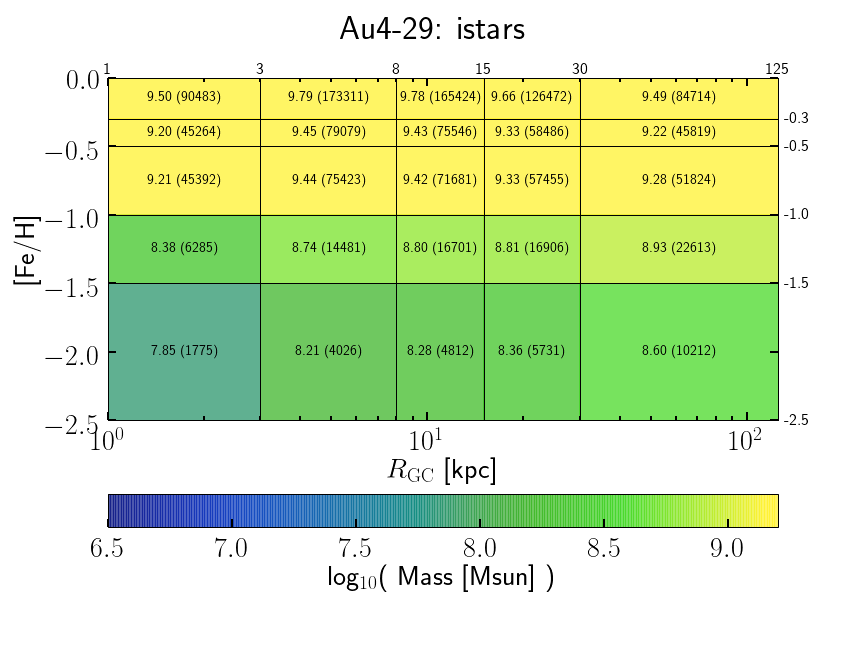 Au4-29: istars
1 3 8 15 30 125
0.0
9.50 (90483) 9.79 (173311) 9.78 (165424) 9.66 (126472) 9.49 (84714)
-0.3
9.20 (45264) 9.45 (79079) 9.43 (75546) 9.33 (58486) 9.22 (45819)
−0.5 -0.5
9.21 (45392) 9.44 (75423) 9.42 (71681) 9.33 (57455) 9.28 (51824)
−1.0 -1.0
[Fe/H]
8.38 (6285) 8.74 (14481) 8.80 (16701) 8.81 (16906) 8.93 (22613)
−1.5 -1.5
−2.0 7.85 (1775) 8.21 (4026) 8.28 (4812) 8.36 (5731) 8.60 (10212)
−2.5 -2.5
10⁰ 10¹ 10²
R_GC [kpc]
6.5 7.0 7.5 8.0 8.5 9.0
log₁₀( Mass [Msun] )